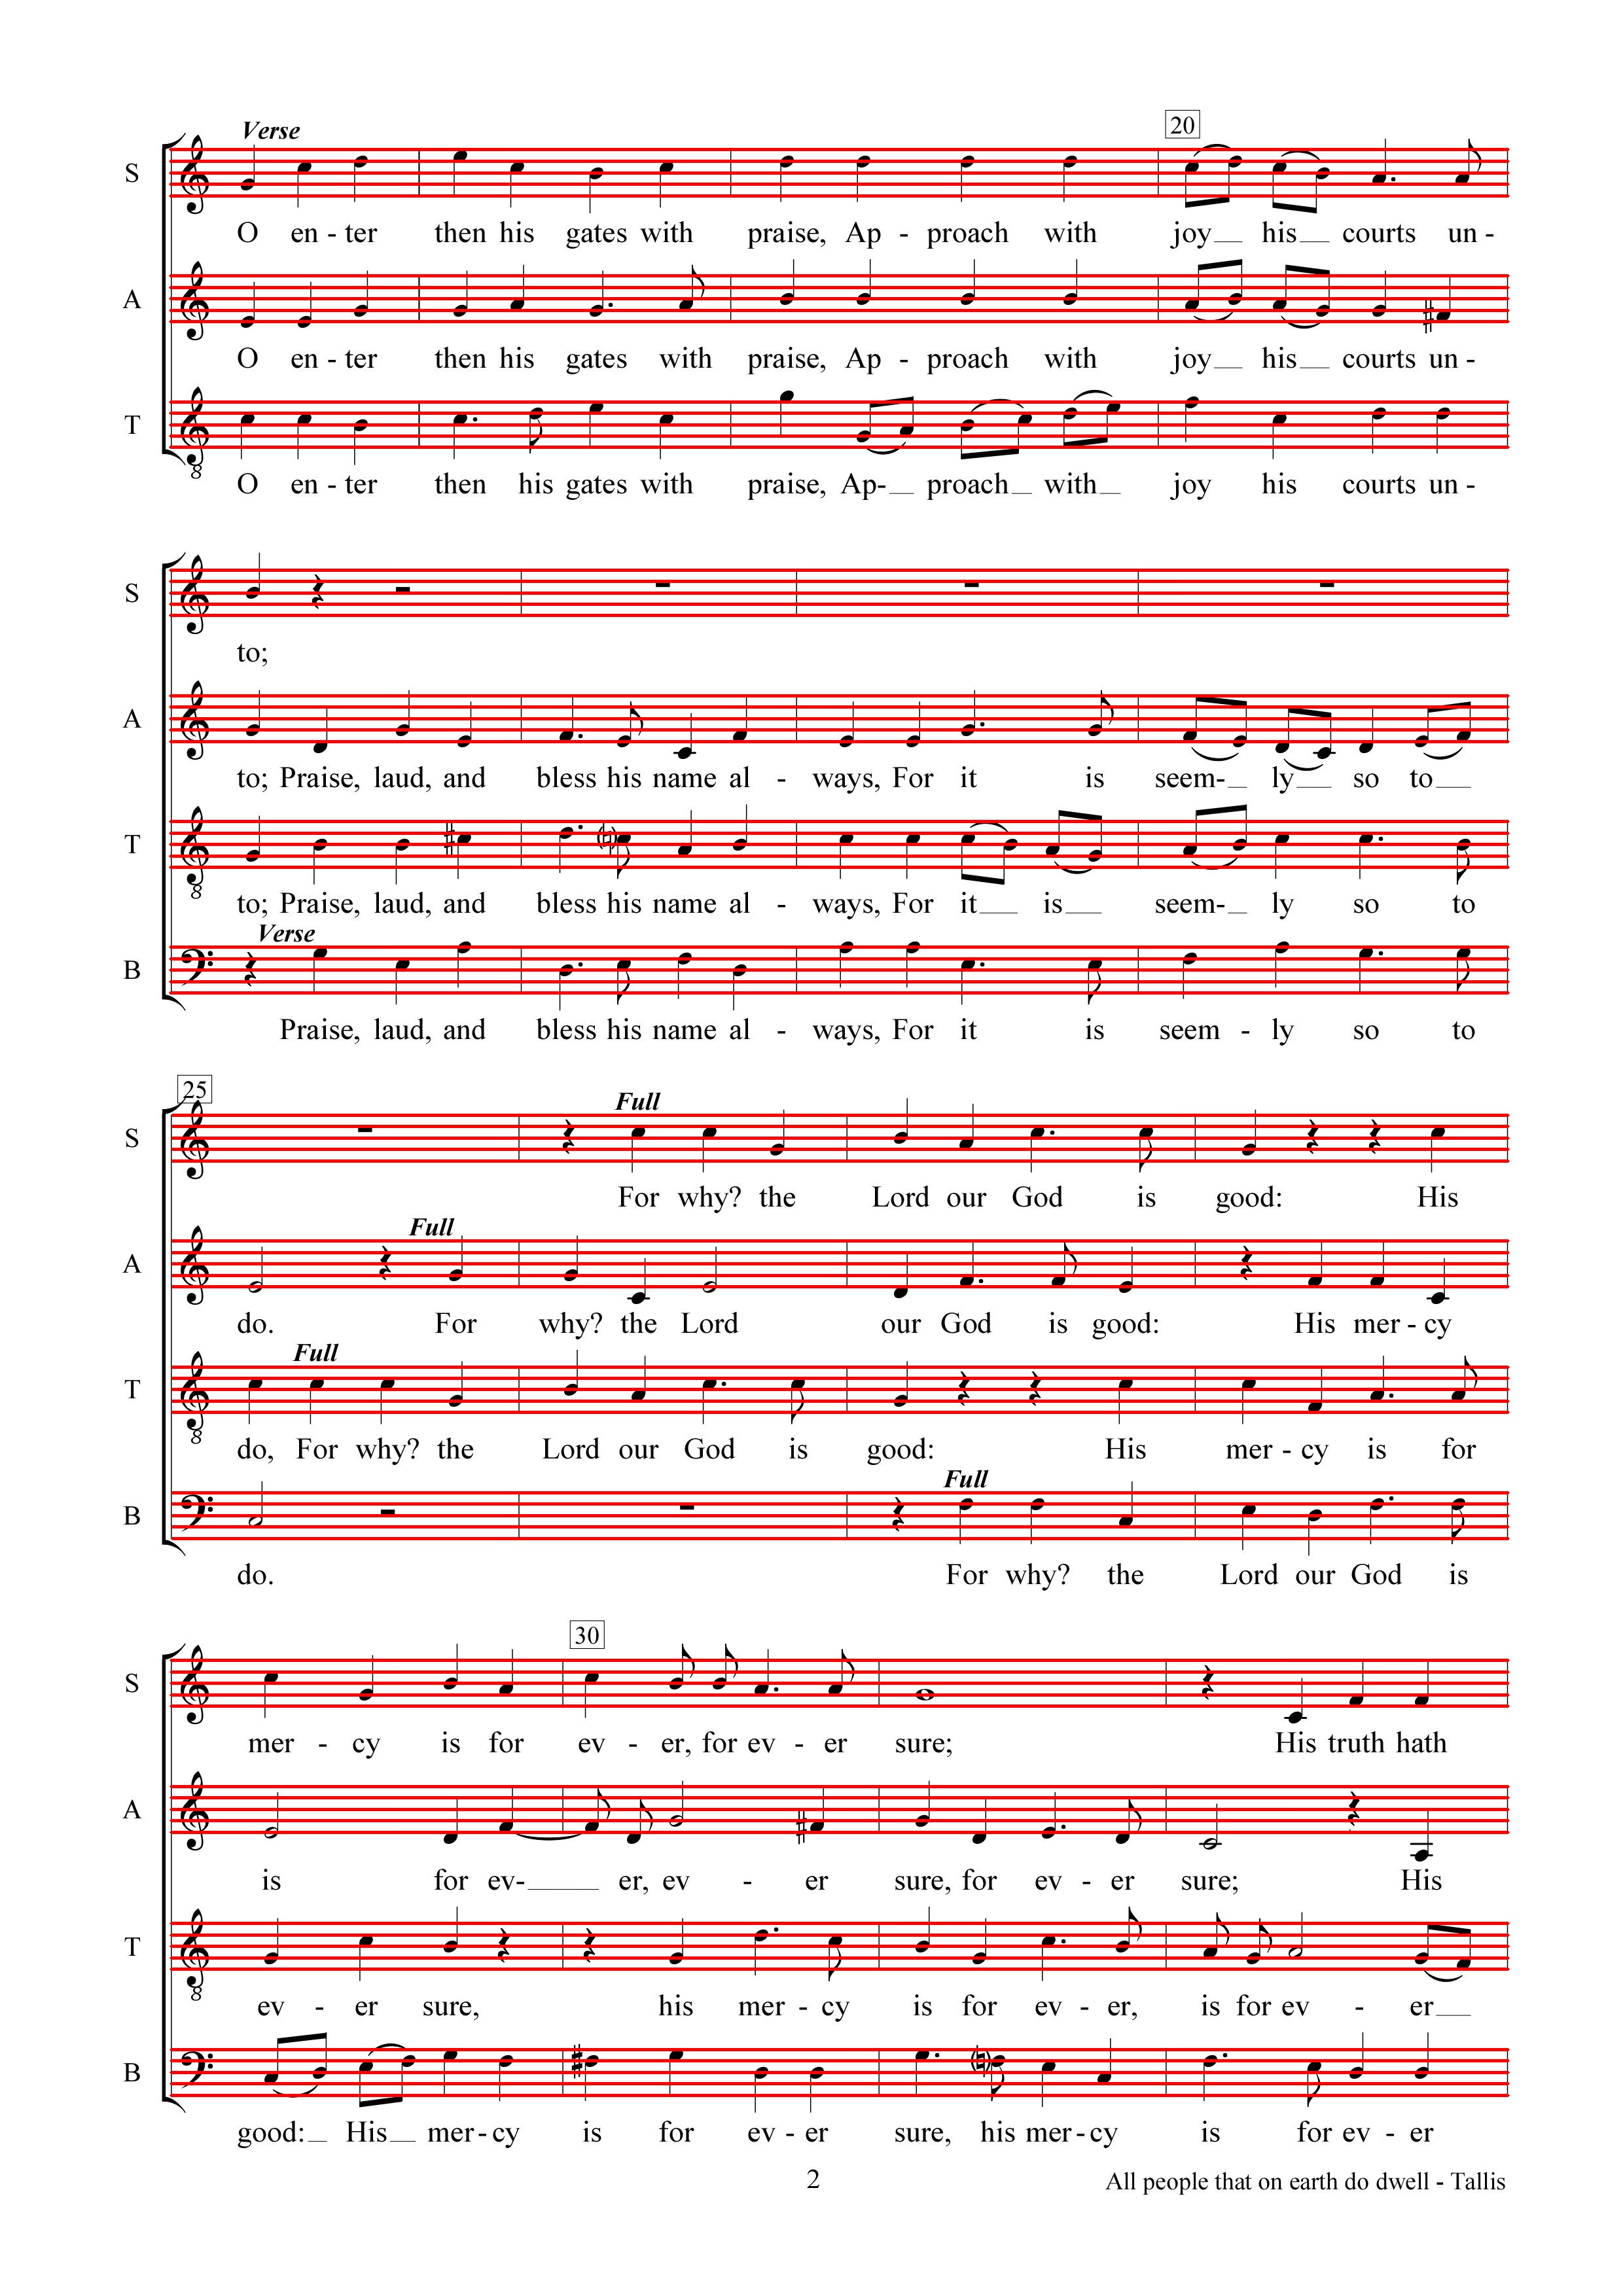 Verse
20
S
O en - ter then his gates with praise, Ap - proach with joy his courts un -
A
O en - ter then his gates with praise, Ap - proach with joy his courts un -
T
8
O en - ter then his gates with praise, Ap- proach with joy his courts un -
S
to;
A
to; Praise, laud, and bless his name al - ways, For it is seem- ly so to
T
8
to; Praise, laud, and bless his name al - ways, For it is seem- ly so to
Verse
B
Praise, laud, and bless his name al - ways, For it is seem - ly so to
25
Full
S
For why? the Lord our God is good: His
Full
A
do. For why? the Lord our God is good: His mer - cy
Full
T
8
do, For why? the Lord our God is good: His mer - cy is for
Full
B
do. For why? the Lord our God is
30
S
mer - cy is for ev - er, for ev - er sure; His truth hath
A
is for ev- er, ev - er sure, for ev - er sure; His
T
8
ev - er sure, his mer - cy is for ev - er, is for ev - er
B
good: His mer - cy is for ev - er sure, his mer - cy is for ev - er
2
All people that on earth do dwell - Tallis